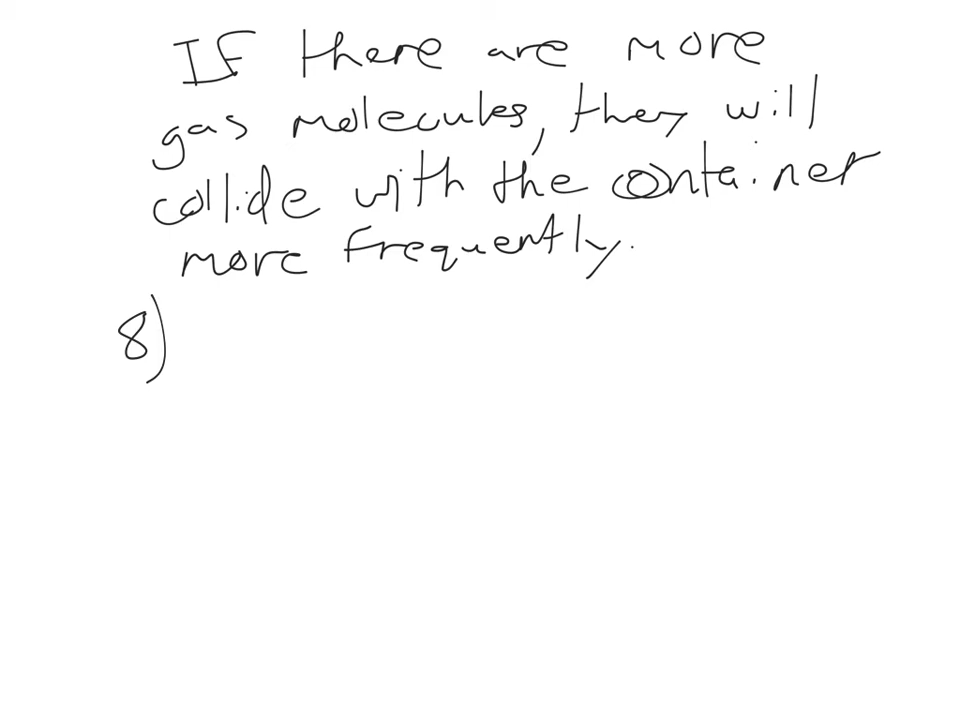 If there are more
gas molecules, they will
collide with the container
more frequently.
8)